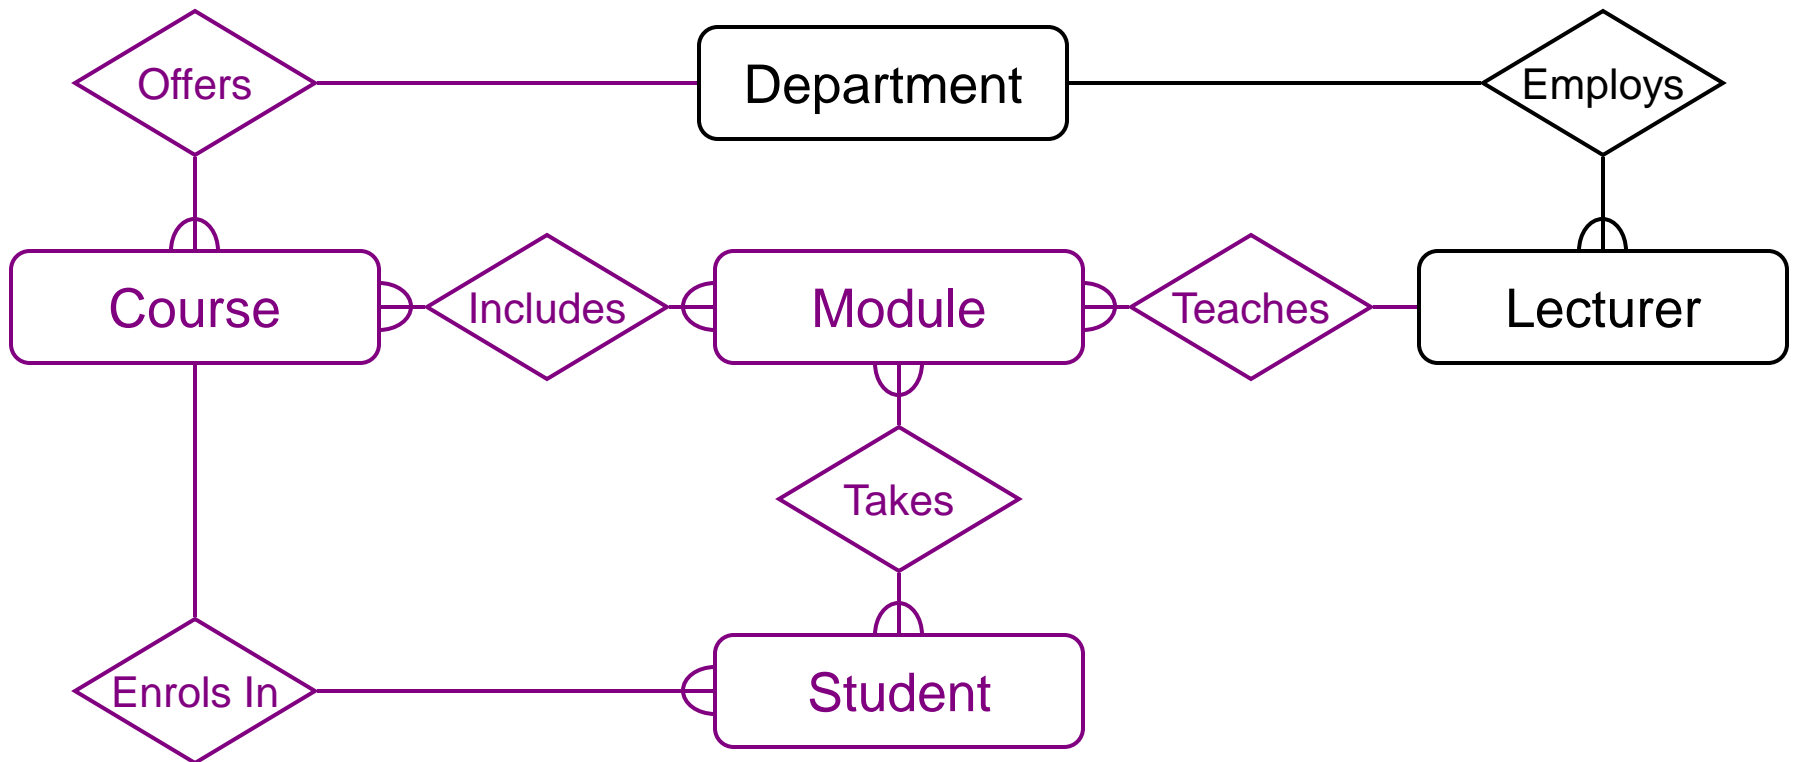 Offers
Department
Employs
Course
Includes
Module
Teaches
Lecturer
Takes
Enrols In
Student